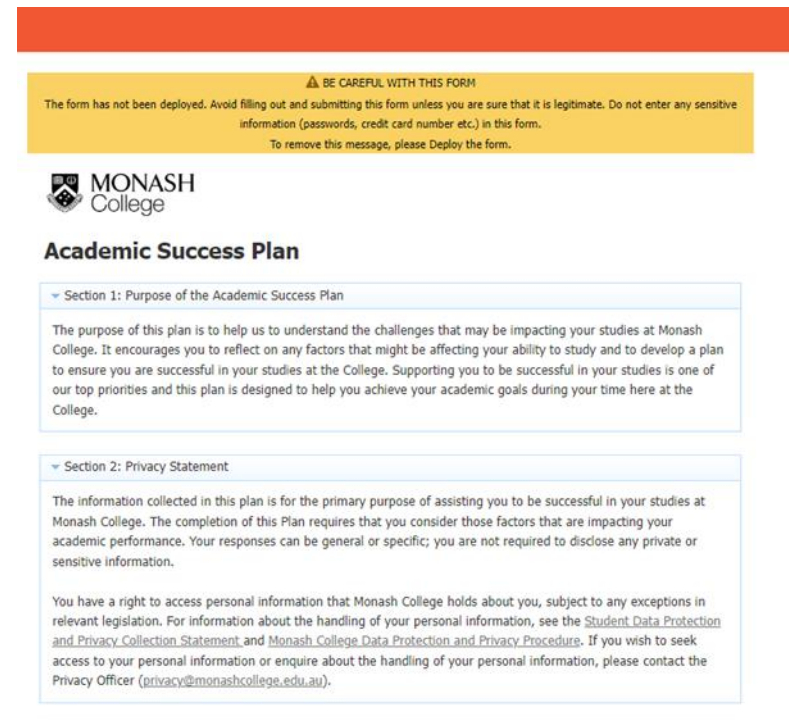 BE CAREFUL WITH THIS FORM
The form has not been deployed. Avoid filling out and submitting this form unless you are sure that it is legitimate. Do not enter any sensitive
information (passwords, credit card number etc.) in this form.
To remove this message, please Deploy the form.
MONASH
College
Academic Success Plan
Section 1: Purpose of the Academic Success Plan
The purpose of this plan is to help us to understand the challenges that may be impacting your studies at Monash
College. It encourages you to reflect on any factors that might be affecting your ability to study and to develop a plan
to ensure you are successful in your studies at the College. Supporting you to be successful in your studies is one of
our top priorities and this plan is designed to help you achieve your academic goals during your time here at the
College.
Section 2: Privacy Statement
The information collected in this plan is for the primary purpose of assisting you to be successful in your studies at
Monash College. The completion of this Plan requires that you consider those factors that are impacting your
academic performance. Your responses can be general or specific; you are not required to disclose any private or
sensitive information.
You have a right to access personal information that Monash College holds about you, subject to any exceptions in
relevant legislation. For information about the handling of your personal information, see the Student Data Protection
and Privacy Collection Statement and Monash College Data Protection and Privacy Procedure. If you wish to seek
access to your personal information or enquire about the handling of your personal information, please contact the
Privacy Officer (privacy@monashcollege.edu.au).